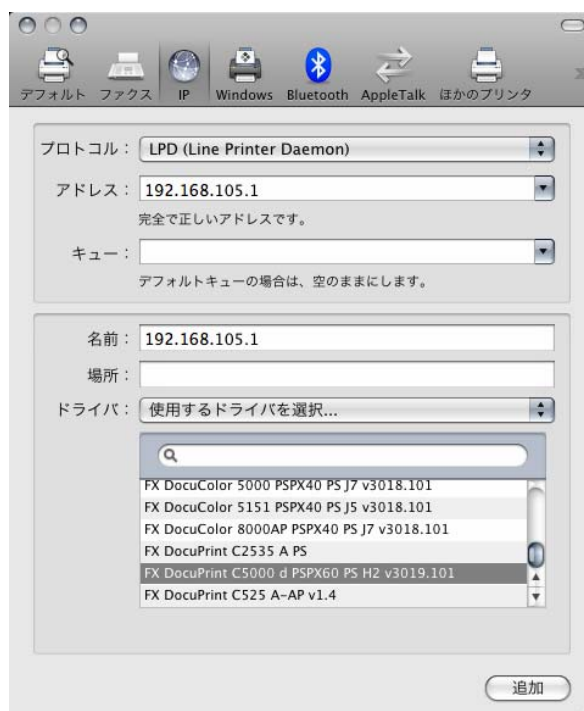 デフォルト ファクス IP Windows Bluetooth AppleTalk ほかのプリンタ
プロトコル： LPD (Line Printer Daemon)
アドレス： 192.168.105.1
完全で正しいアドレスです。
キュー：
デフォルトキューの場合は、空のままにします。
名前： 192.168.105.1
場所：
ドライバ： 使用するドライバを選択...
FX DocuColor 5000 PSPX40 PS J7 v3018.101
FX DocuColor 5151 PSPX40 PS J5 v3018.101
FX DocuColor 8000AP PSPX40 PS J7 v3018.101
FX DocuPrint C2535 A PS
FX DocuPrint C5000 d PSPX60 PS H2 v3019.101
FX DocuPrint C525 A-AP v1.4
追加